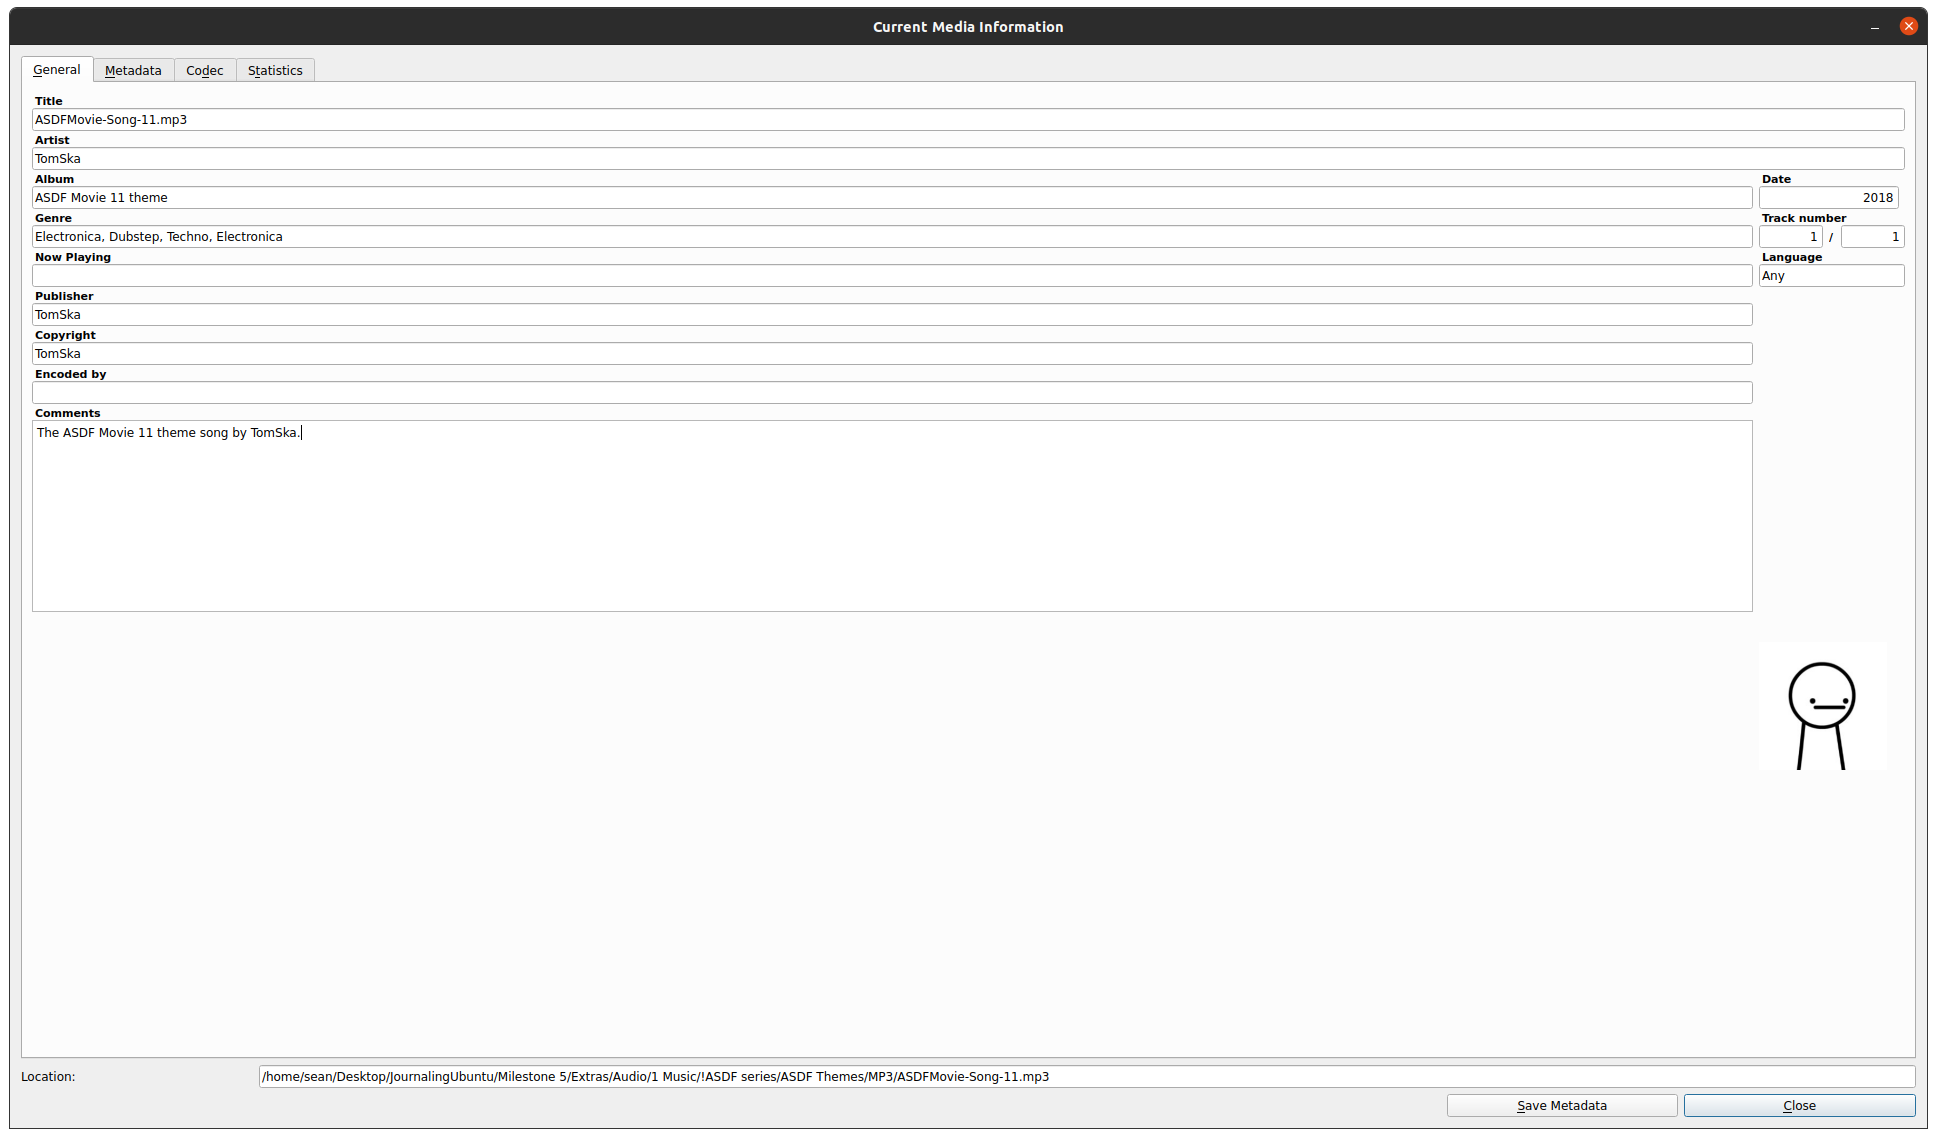 Current Media Information
General Metadata Codec Statistics
Title
ASDFMovie-Song-11.mp3
Artist
TomSka
Album Date
ASDF Movie 11 theme 2018
Genre Track number
Electronica, Dubstep, Techno, Electronica 1 / 1
Now Playing Language
Any
Publisher
TomSka
Copyright
TomSka
Encoded by
Comments
The ASDF Movie 11 theme song by TomSka.
Location: /home/sean/Desktop/JournalingUbuntu/Milestone 5/Extras/Audio/1 Music/!ASDF series/ASDF Themes/MP3/ASDFMovie-Song-11.mp3
Save Metadata Close